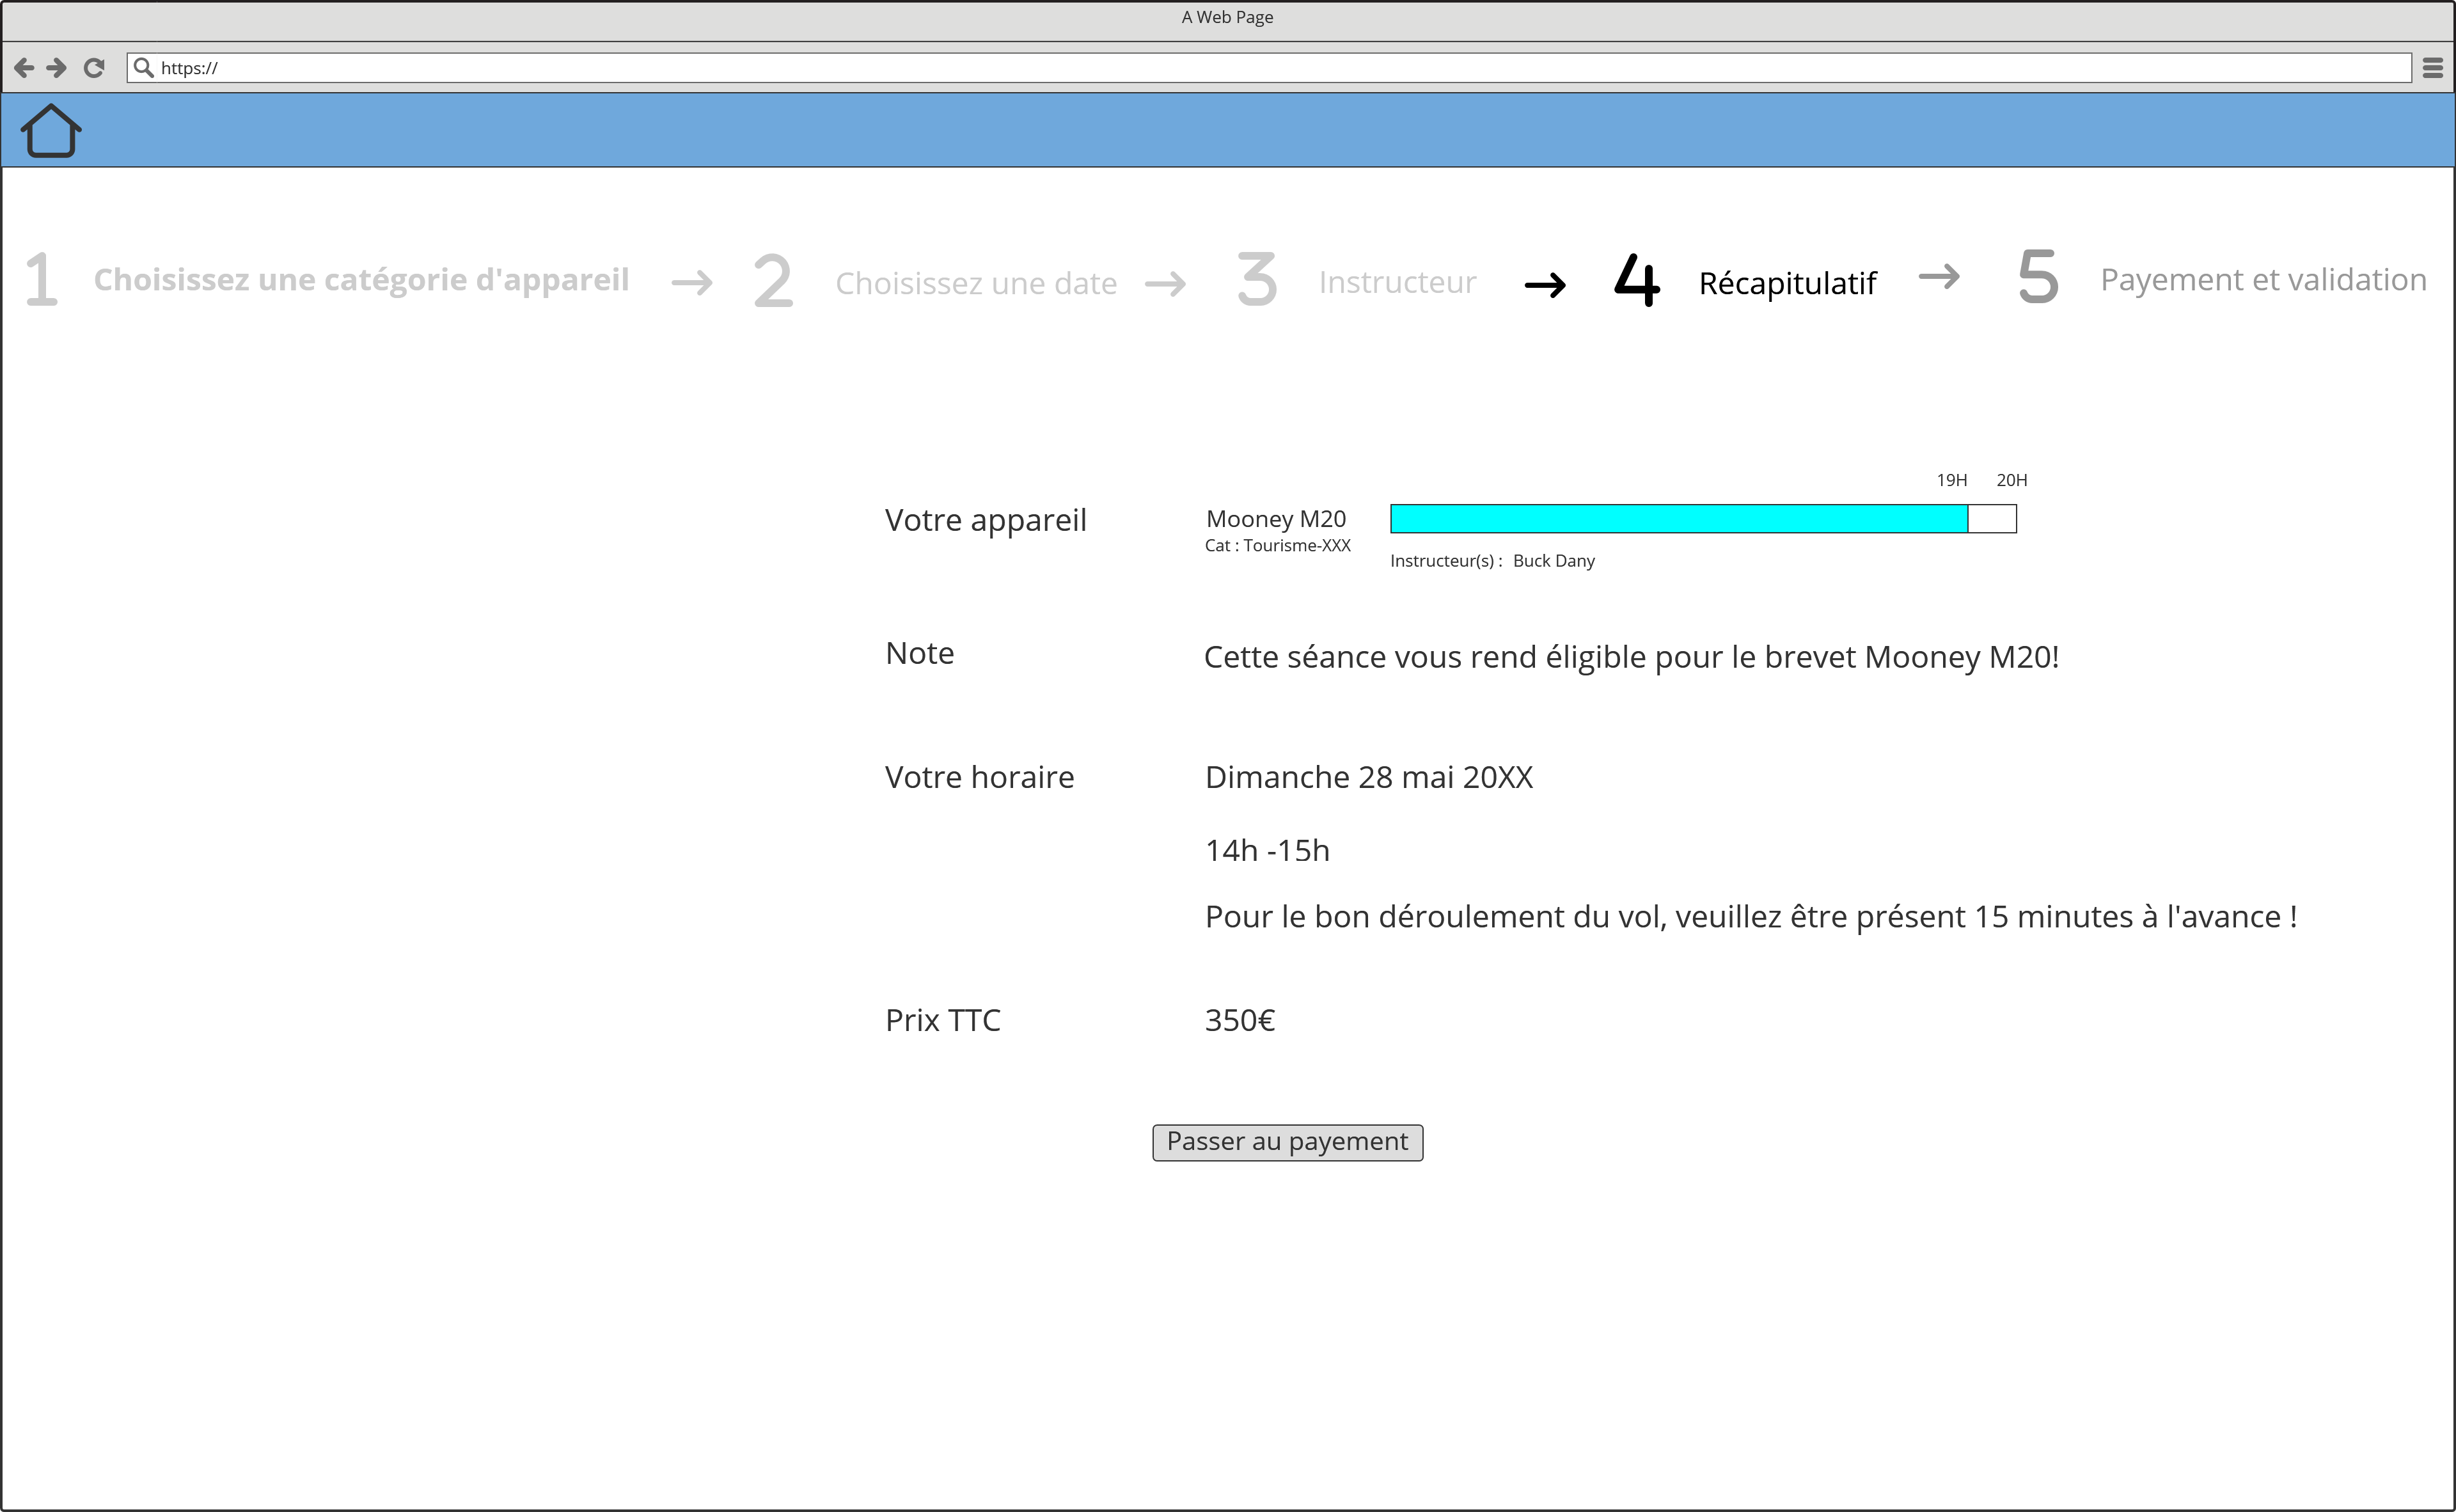 A Web Page
https://
1 Choisissez une catégorie d'appareil → 2 Choisissez une date → 3 Instructeur → 4 Récapitulatif → 5 Payement et validation
19H 20H
Votre appareil Mooney M20
Cat : Tourisme-XXX
Instructeur(s) : Buck Dany
Note Cette séance vous rend éligible pour le brevet Mooney M20!
Votre horaire Dimanche 28 mai 20XX
14h -15h
Pour le bon déroulement du vol, veuillez être présent 15 minutes à l'avance !
Prix TTC 350€
Passer au payement